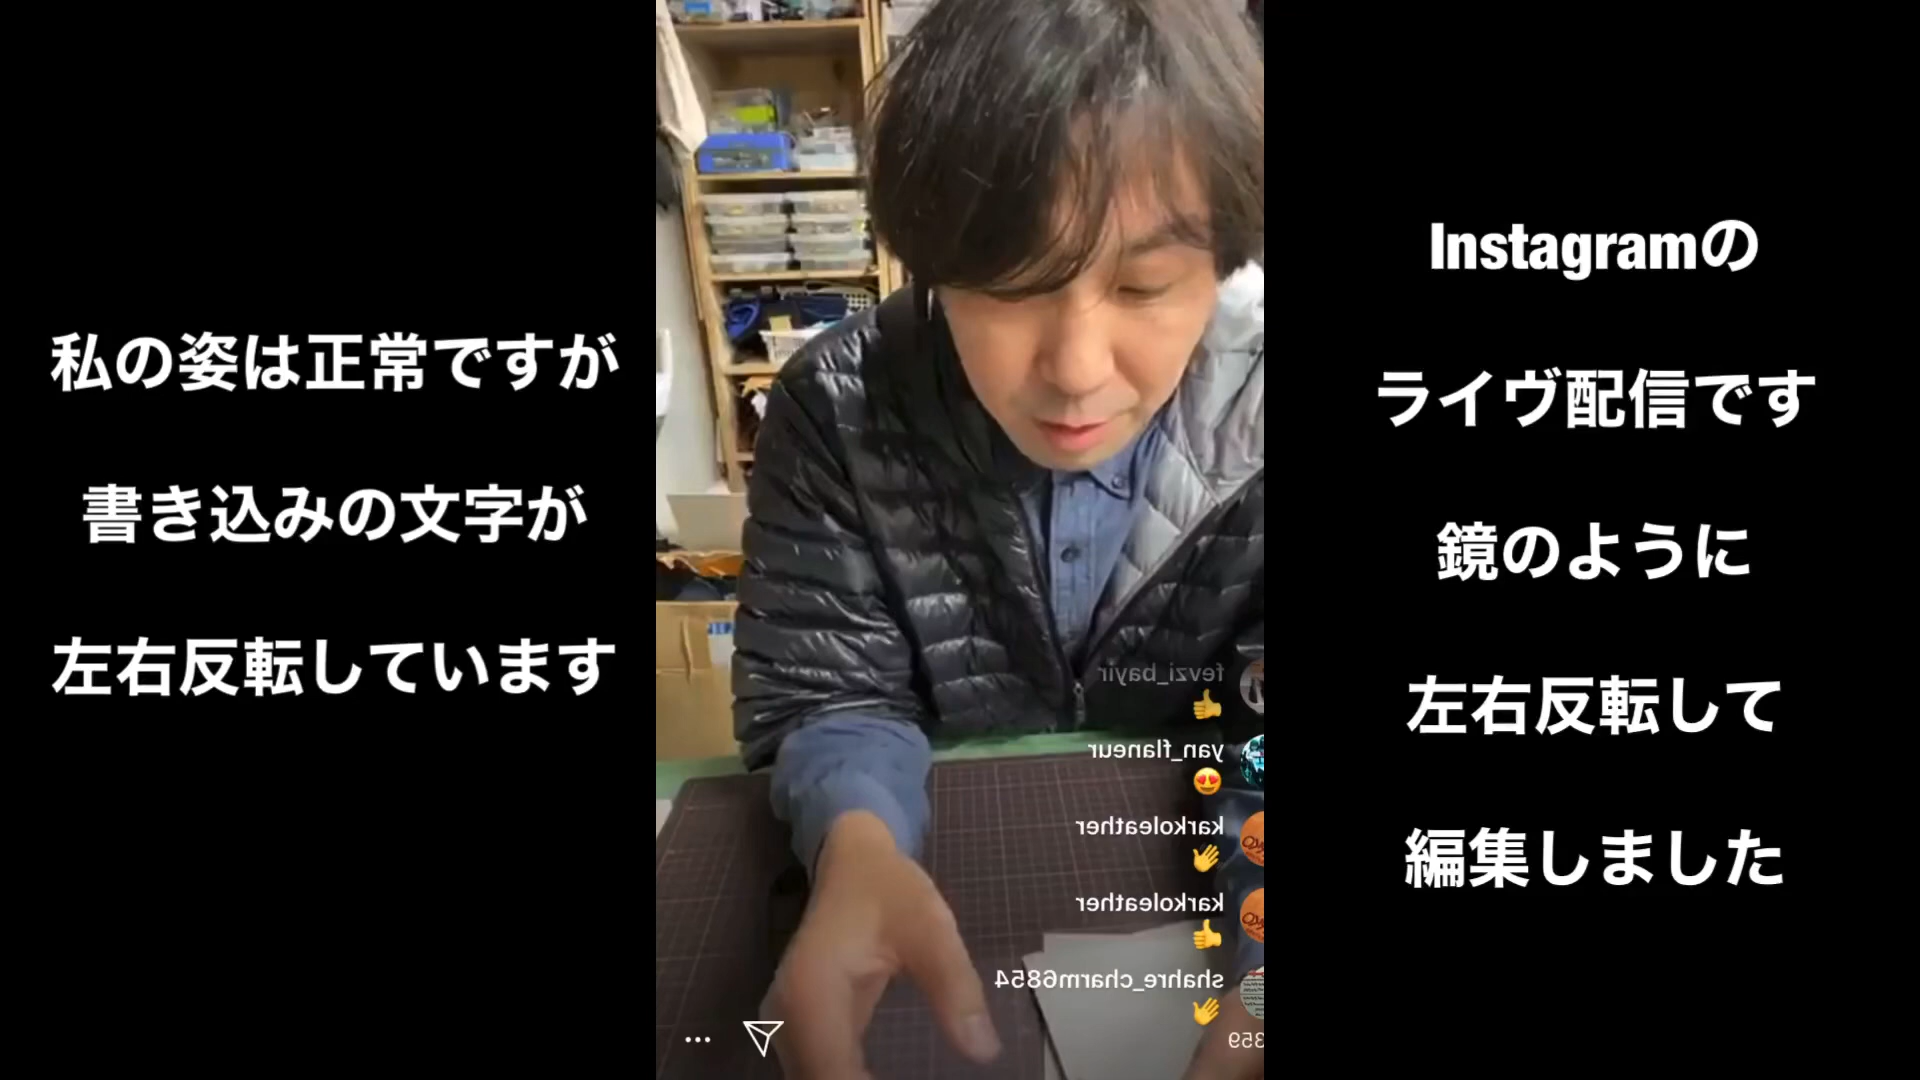 私の姿は正常ですが
書き込みの文字が
左右反転しています
fevzi_bayir
yan_flaneur
karkoleather
karkoleather
shahre_charm6854
359
Instagramの
ライヴ配信です
鏡のように
左右反転して
編集しました